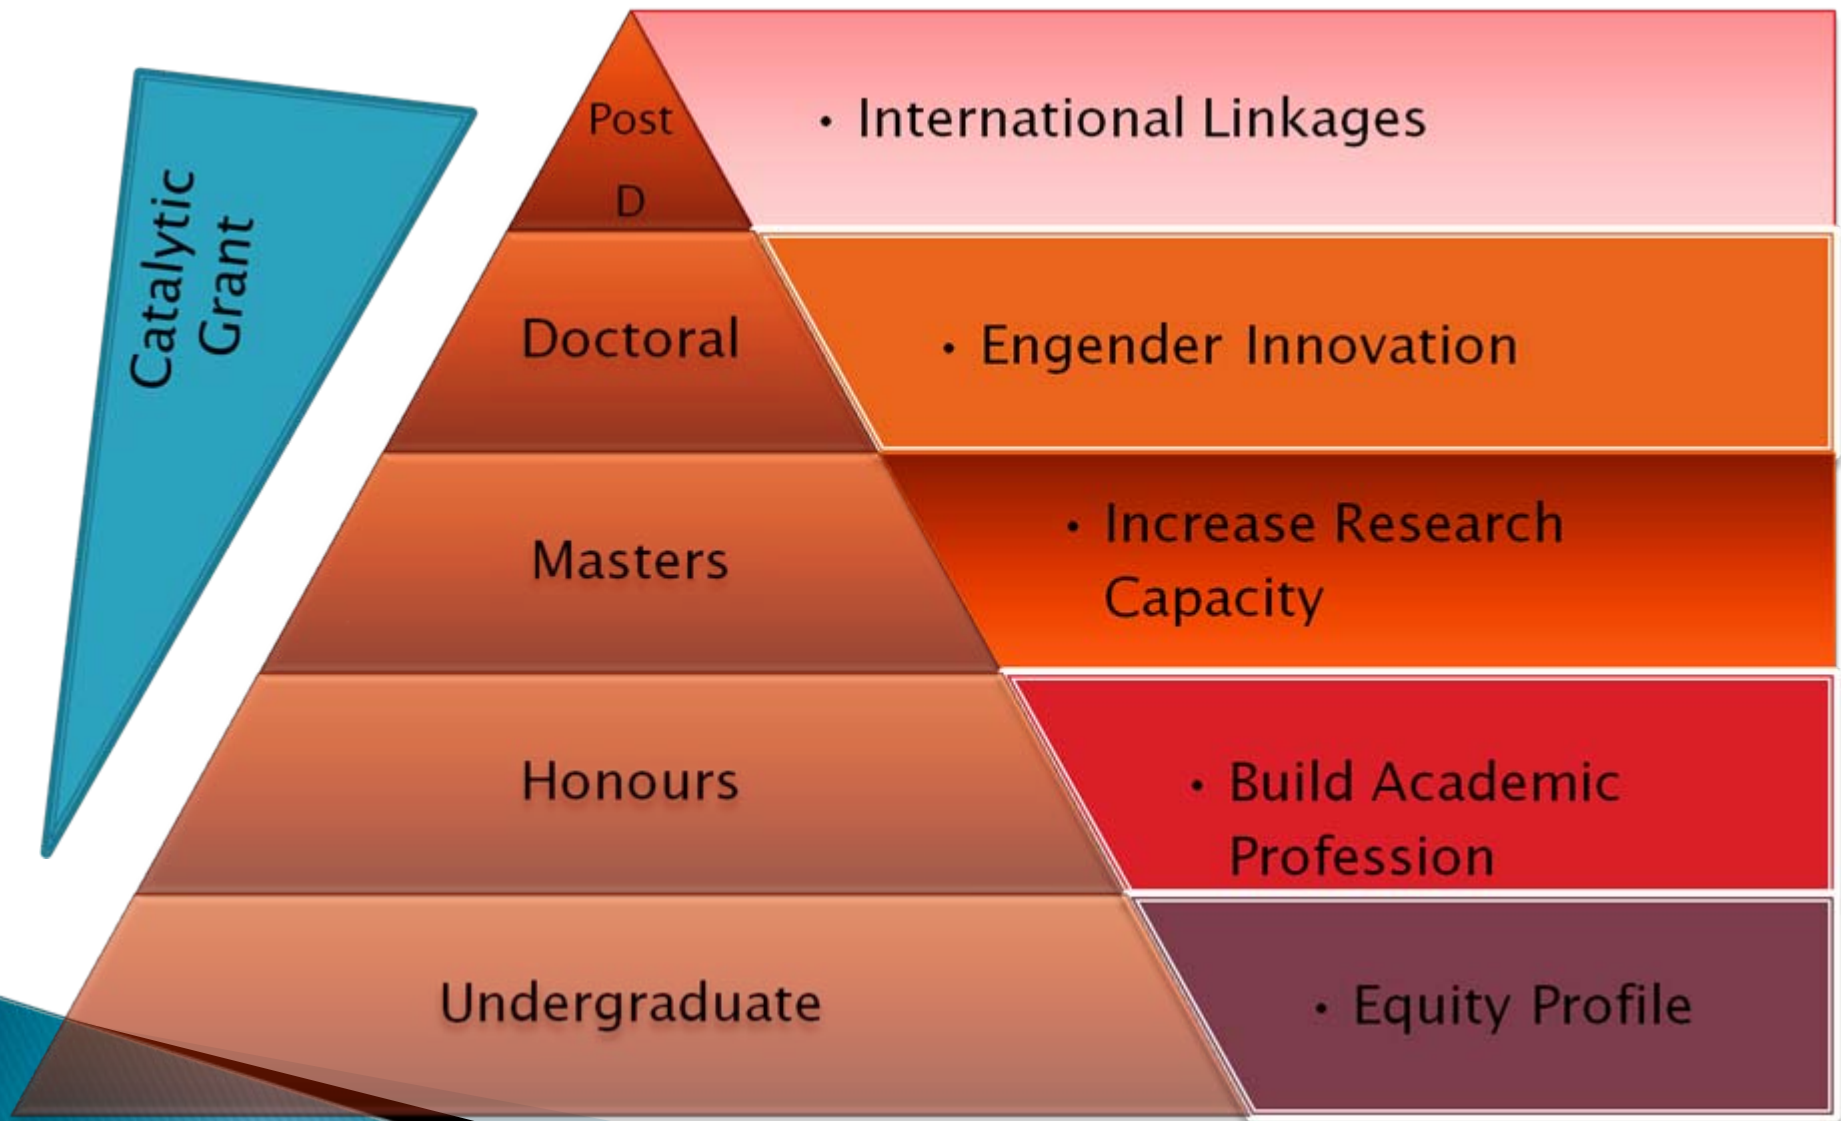 Catalytic
Grant
Post
D
• International Linkages
Doctoral
• Engender Innovation
Masters
• Increase Research
Capacity
Honours
• Build Academic
Profession
Undergraduate
• Equity Profile